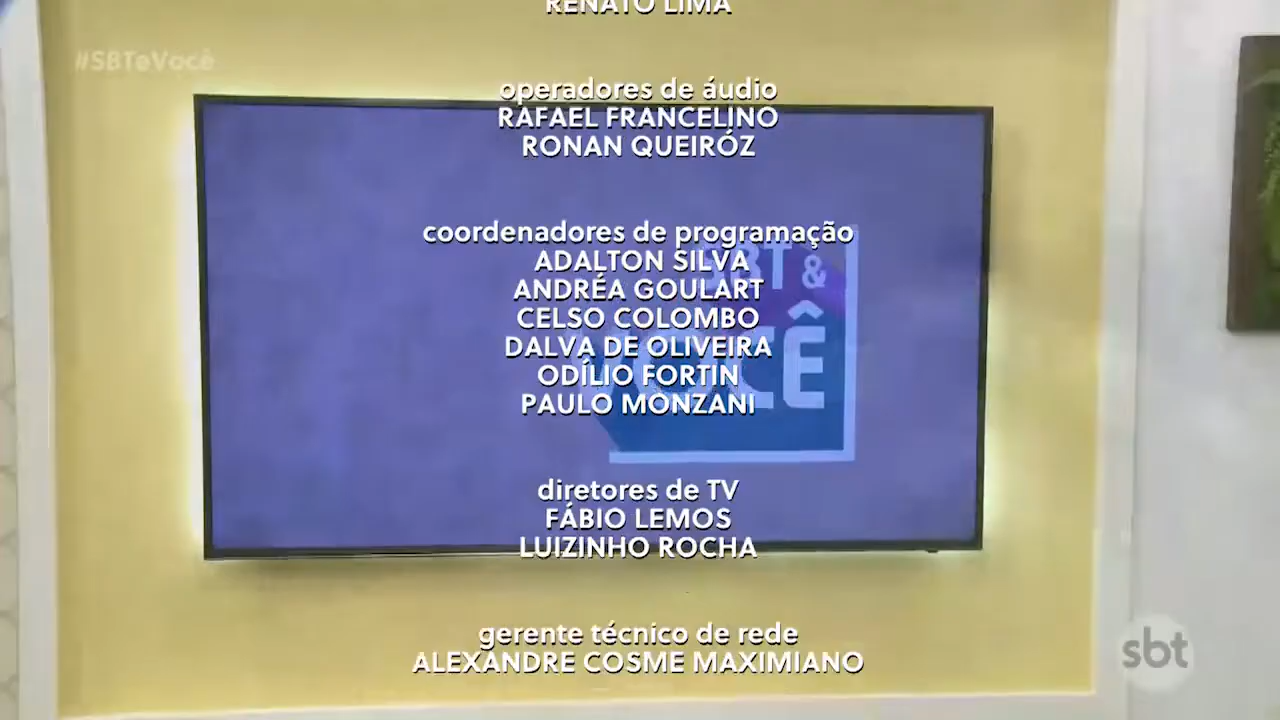 RENATO LIMA
#SBTeVocê
operadores de áudio
RAFAEL FRANCELINO
RONAN QUEIRÓZ
coordenadores de programação
ADALTON SILVA
ANDRÉA GOULART
CELSO COLOMBO
DALVA DE OLIVEIRA
ODÍLIO FORTIN
PAULO MONZANI
SBT &
VOCÊ
diretores de TV
FÁBIO LEMOS
LUIZINHO ROCHA
gerente técnico de rede
ALEXANDRE COSME MAXIMIANO
sbt